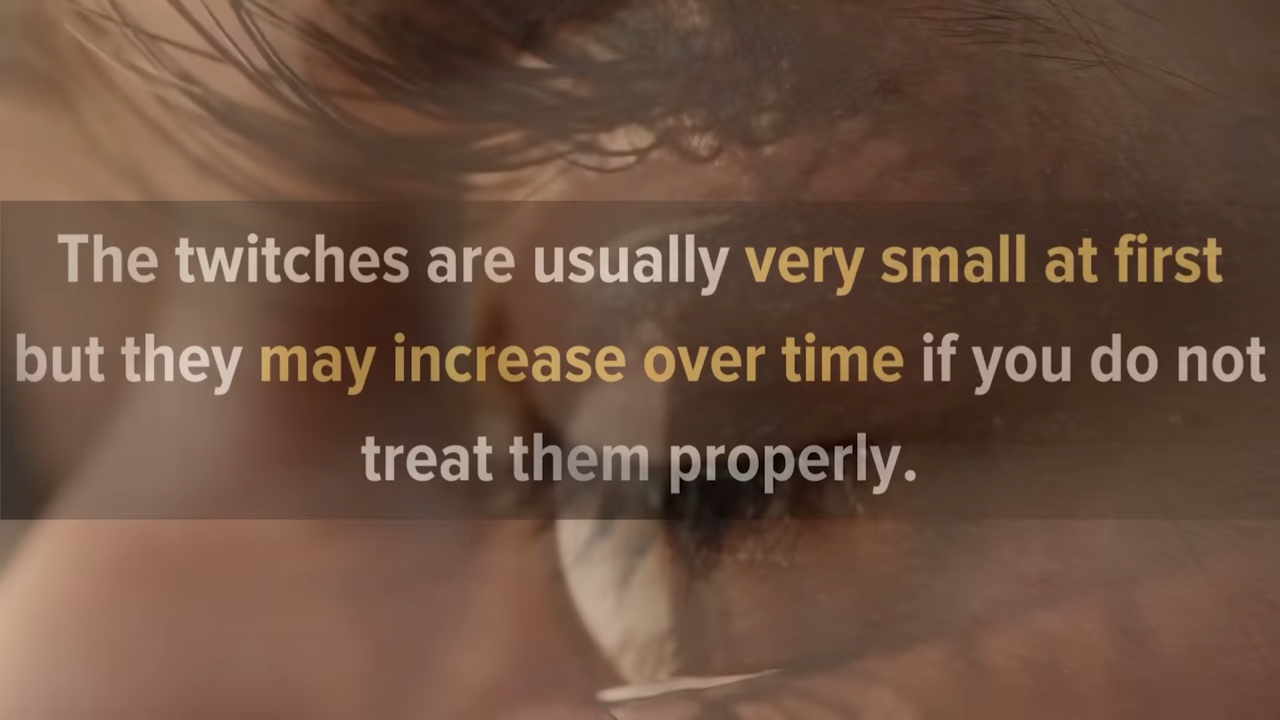 The twitches are usually very small at first
but they may increase over time if you do not
treat them properly.